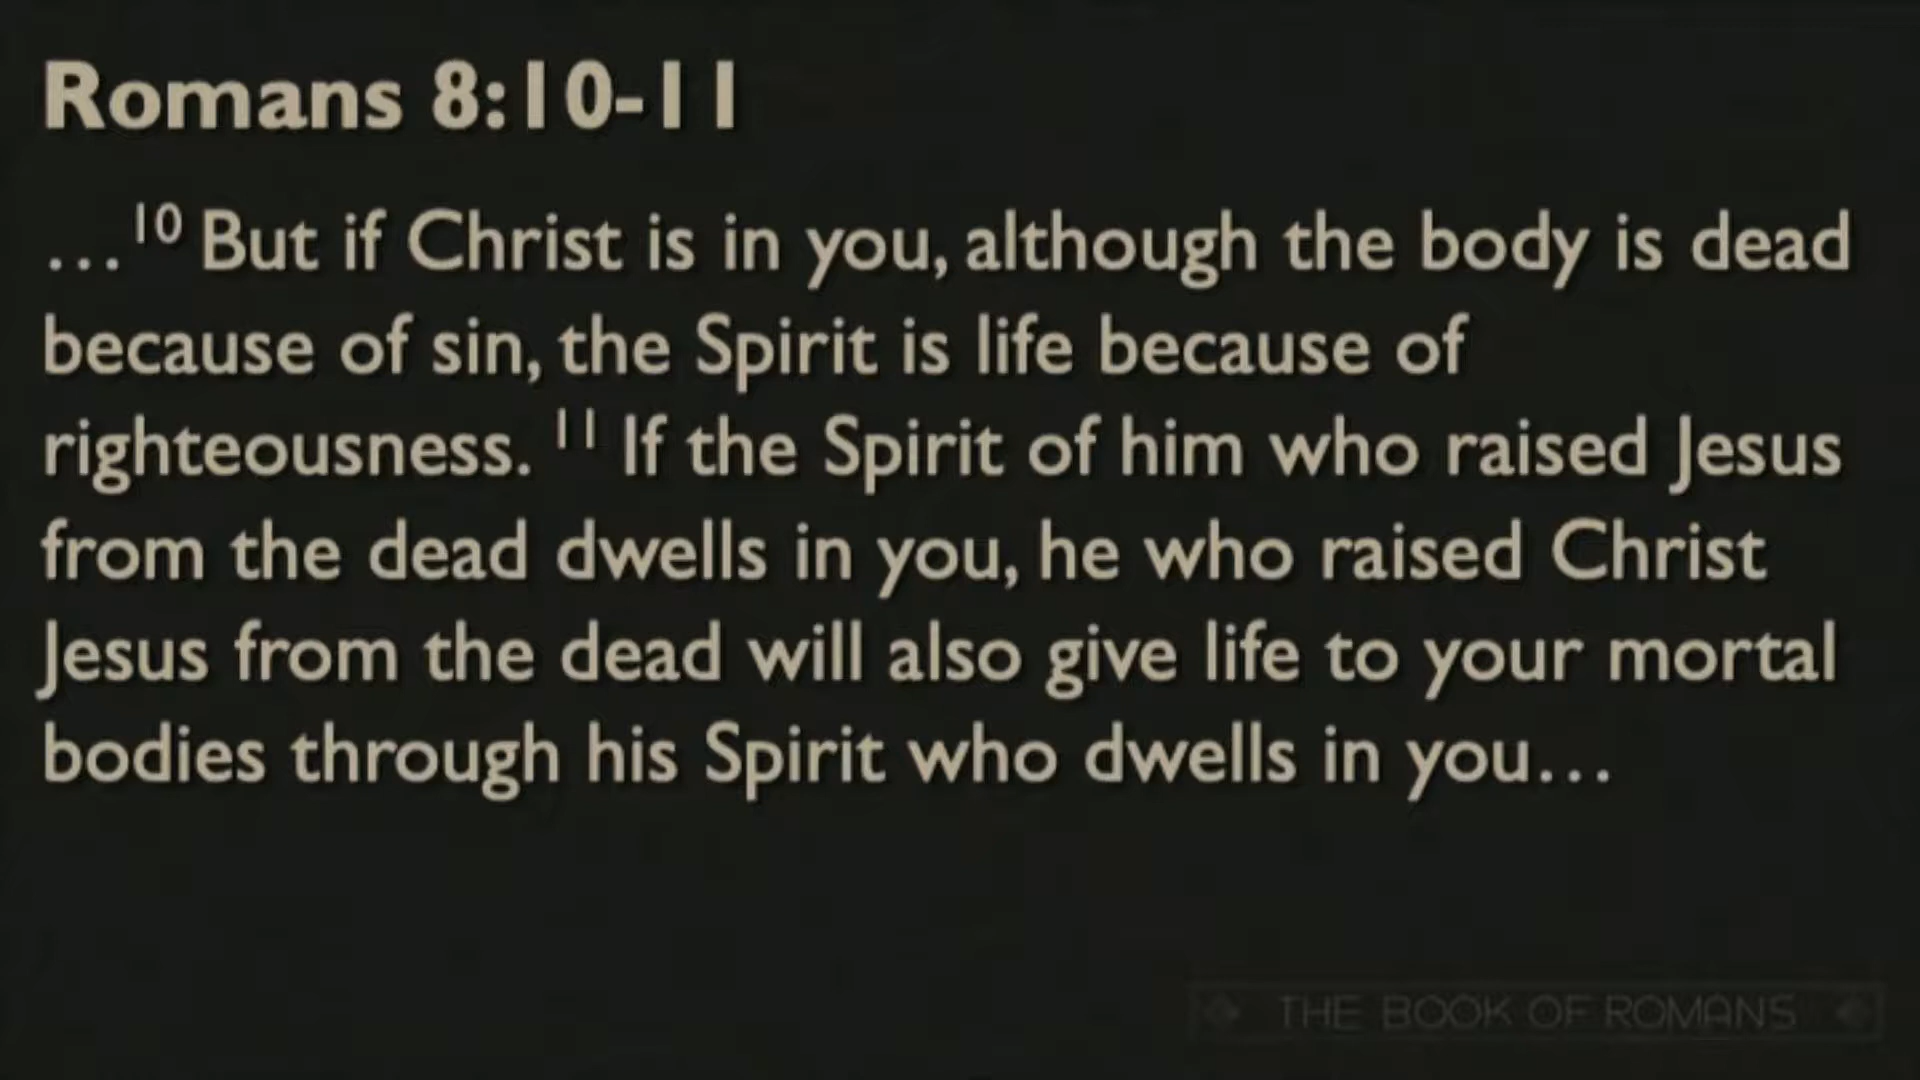 Romans 8:10-11
…10 But if Christ is in you, although the body is dead
because of sin, the Spirit is life because of
righteousness. 11 If the Spirit of him who raised Jesus
from the dead dwells in you, he who raised Christ
Jesus from the dead will also give life to your mortal
bodies through his Spirit who dwells in you…
THE BOOK OF ROMANS